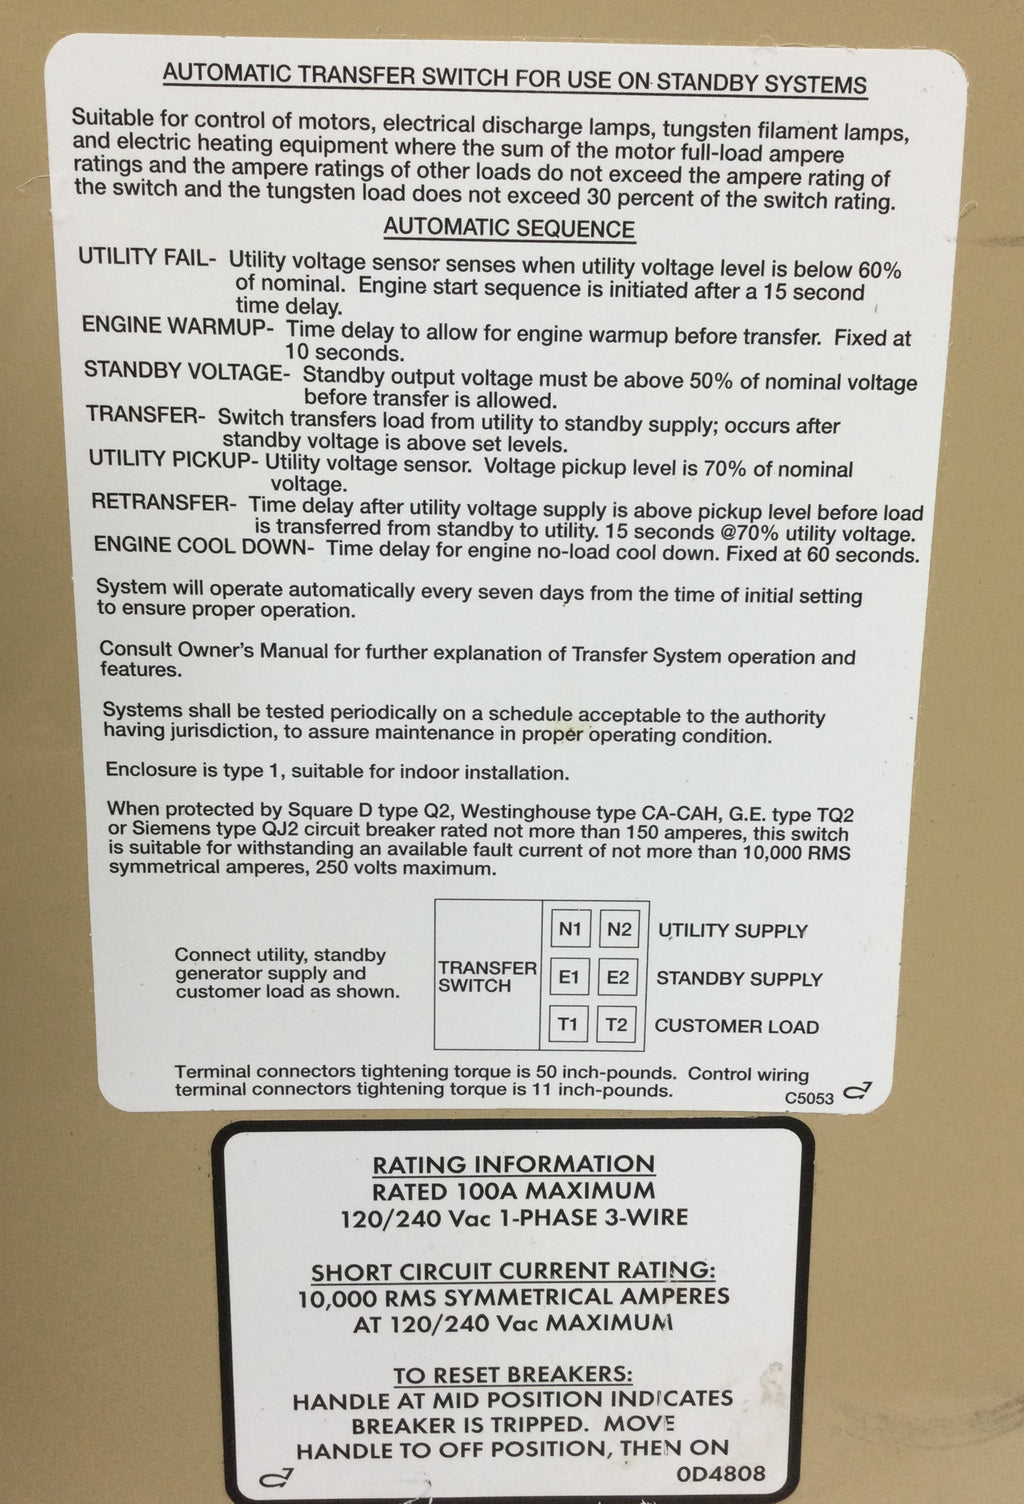 AUTOMATIC TRANSFER SWITCH FOR USE ON STANDBY SYSTEMS
Suitable for control of motors, electrical discharge lamps, tungsten filament lamps,
and electric heating equipment where the sum of the motor full-load ampere
ratings and the ampere ratings of other loads do not exceed the ampere rating of
the switch and the tungsten load does not exceed 30 percent of the switch rating.
AUTOMATIC SEQUENCE
UTILITY FAIL- Utility voltage sensor senses when utility voltage level is below 60%
of nominal. Engine start sequence is initiated after a 15 second
time delay.
ENGINE WARMUP- Time delay to allow for engine warmup before transfer. Fixed at
10 seconds.
STANDBY VOLTAGE- Standby output voltage must be above 50% of nominal voltage
before transfer is allowed.
TRANSFER- Switch transfers load from utility to standby supply; occurs after
standby voltage is above set levels.
UTILITY PICKUP- Utility voltage sensor. Voltage pickup level is 70% of nominal
voltage.
RETRANSFER- Time delay after utility voltage supply is above pickup level before load
is transferred from standby to utility. 15 seconds @70% utility voltage.
ENGINE COOL DOWN- Time delay for engine no-load cool down. Fixed at 60 seconds.
System will operate automatically every seven days from the time of initial setting
to ensure proper operation.
Consult Owner's Manual for further explanation of Transfer System operation and
features.
Systems shall be tested periodically on a schedule acceptable to the authority
having jurisdiction, to assure maintenance in proper operating condition.
Enclosure is type 1, suitable for indoor installation.
When protected by Square D type Q2, Westinghouse type CA-CAH, G.E. type TQ2
or Siemens type QJ2 circuit breaker rated not more than 150 amperes, this switch
is suitable for withstanding an available fault current of not more than 10,000 RMS
symmetrical amperes, 250 volts maximum.
Connect utility, standby
generator supply and
customer load as shown.
TRANSFER
SWITCH
N1 N2 UTILITY SUPPLY
E1 E2 STANDBY SUPPLY
T1 T2 CUSTOMER LOAD
Terminal connectors tightening torque is 50 inch-pounds. Control wiring
terminal connectors tightening torque is 11 inch-pounds.
C5053
RATING INFORMATION
RATED 100A MAXIMUM
120/240 Vac 1-PHASE 3-WIRE
SHORT CIRCUIT CURRENT RATING:
10,000 RMS SYMMETRICAL AMPERES
AT 120/240 Vac MAXIMUM
TO RESET BREAKERS:
HANDLE AT MID POSITION INDICATES
BREAKER IS TRIPPED. MOVE
HANDLE TO OFF POSITION, THEN ON
0D4808